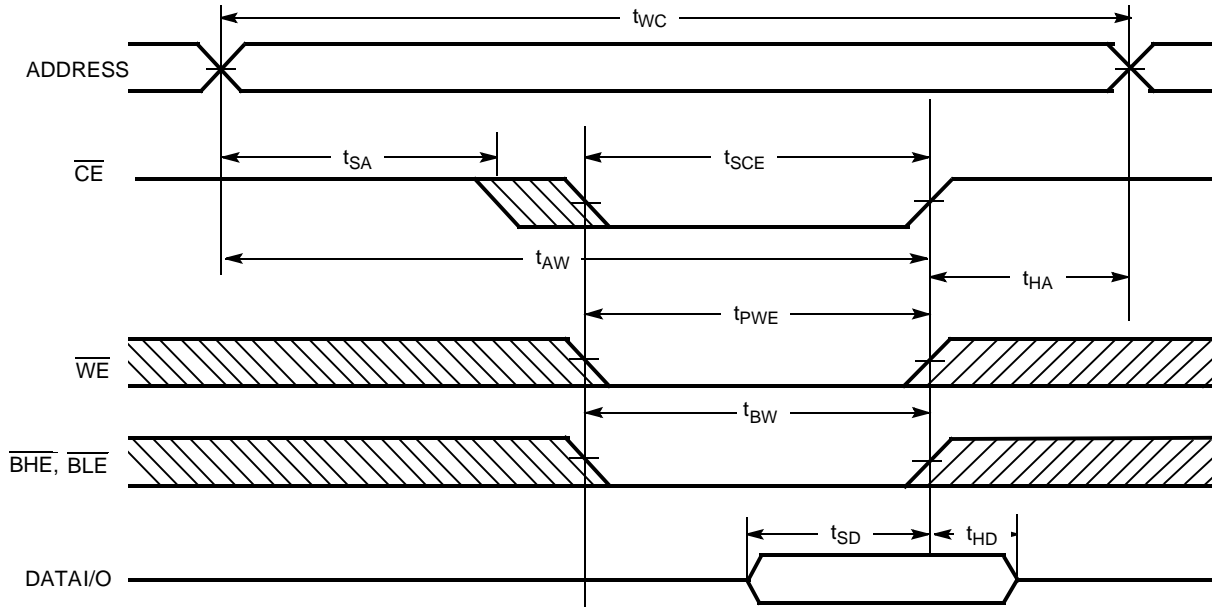 tWC
ADDRESS
tSA
tSCE
CE
tAW
tHA
tPWE
WE
tBW
BHE, BLE
tSD
tHD
DATAI/O